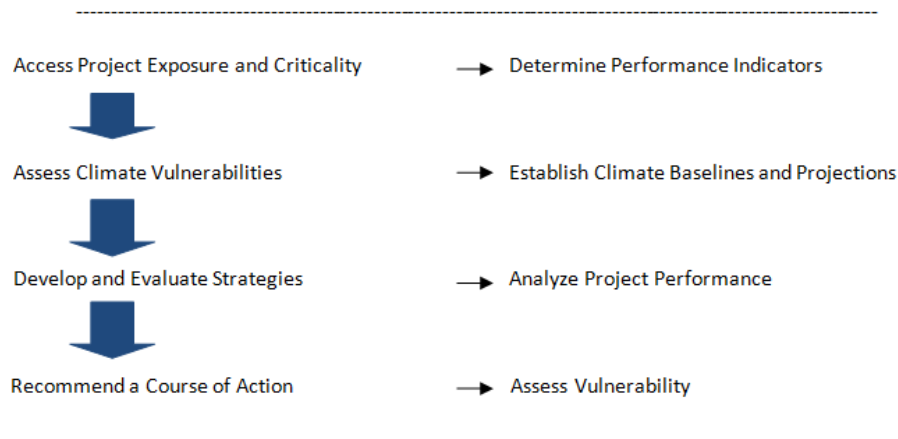 Access Project Exposure and Criticality Determine Performance Indicators
Assess Climate Vulnerabilities Establish Climate Baselines and Projections
Develop and Evaluate Strategies Analyze Project Performance
Recommend a Course of Action Assess Vulnerability